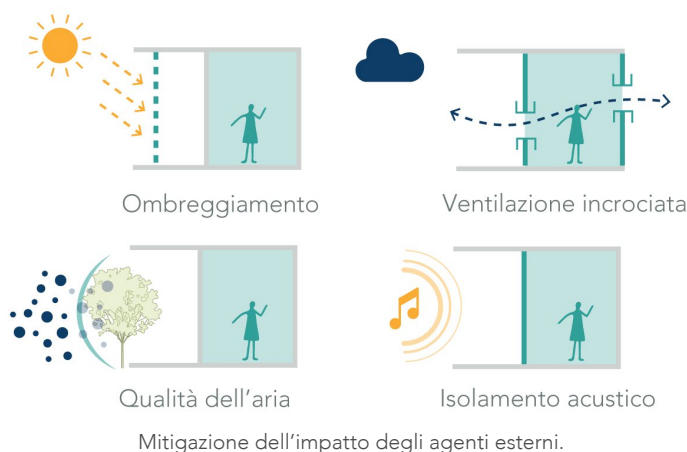 Ombreggiamento
Ventilazione incrociata
Qualità dell'aria
Isolamento acustico
Mitigazione dell'impatto degli agenti esterni.